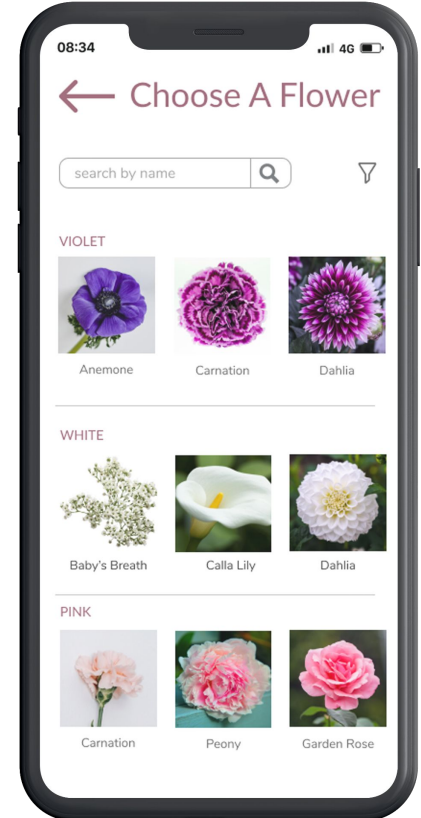 08:34 4G
Choose A Flower
search by name
VIOLET
Anemone Carnation Dahlia
WHITE
Baby's Breath Calla Lily Dahlia
PINK
Carnation Peony Garden Rose